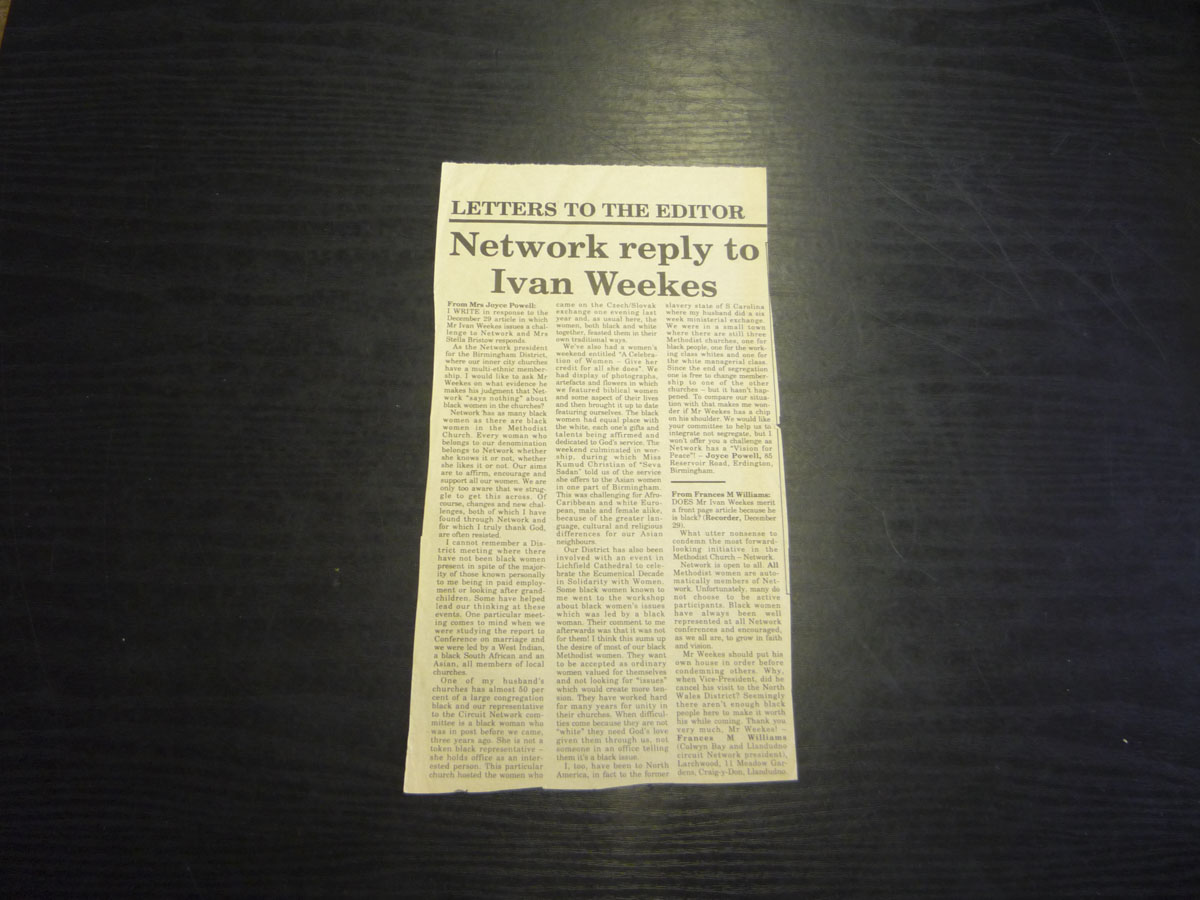 LETTERS TO THE EDITOR
Network reply to
Ivan Weekes
From Mrs Joyce Powell:
I WRITE in response to the
December 29 article in which
Mr Ivan Weekes issues a chal-
lenge to Network and Mrs
Stella Bristow responds.
As the Network president
for the Birmingham District,
where our inner city churches
have a multi-ethnic member-
ship. I would like to ask Mr
Weekes on what evidence he
makes his judgment that Net-
work "says nothing" about
black women in the churches?
Network has as many black
women as there are black
women in the Methodist
Church. Every woman who
belongs to our denomination
belongs to Network whether
she knows it or not, whether
she likes it or not. Our aims
are to affirm, encourage and
support all our women. We are
only too aware that we strug-
gle to get this across. Of
course, changes and new chal-
lenges, both of which I have
found through Network and
for which I truly thank God,
are often resisted.
I cannot remember a Dis-
trict meeting where there
have not been black women
present in spite of the major-
ity of those known personally
to me being in paid employ-
ment or looking after grand-
children. Some have helped
lead our thinking at these
events. One particular meet-
ing comes to mind when we
were studying the report to
Conference on marriage and
we were led by a West Indian,
a black South African and an
Asian, all members of local
churches.
One of my husband's
churches has almost 50 per
cent of a large congregation
black and our representative
to the Circuit Network com-
mittee is a black woman who
was in post before we came,
three years ago. She is not a
token black representative –
she holds office as an inter-
ested person. This particular
church hosted the women who
came on the Czech/Slovak
exchange one evening last
year and, as usual here, the
women, both black and white
together, feasted them in their
own traditional ways.
We've also had a women's
weekend entitled "A Celebra-
tion of Women – Give her
credit for all she does". We
had display of photographs,
artefacts and flowers in which
we featured biblical women
and some aspect of their lives
and then brought it up to date
featuring ourselves. The black
women had equal place with
the white, each one's gifts and
talents being affirmed and
dedicated to God's service. The
weekend culminated in wor-
ship, during which Miss
Kumud Christian of "Seva
Sadan" told us of the service
she offers to the Asian women
in one part of Birmingham.
This was challenging for Afro-
Caribbean and white Euro-
pean, male and female alike,
because of the greater lan-
guage, cultural and religious
differences for our Asian
neighbours.
Our District has also been
involved with an event in
Lichfield Cathedral to cele-
brate the Ecumenical Decade
in Solidarity with Women.
Some black women known to
me went to the workshop
about black women's issues
which was led by a black
woman. Their comment to me
afterwards was that it was not
for them! I think this sums up
the desire of most of our black
Methodist women. They want
to be accepted as ordinary
women valued for themselves
and not looking for "issues"
which would create more ten-
sion. They have worked hard
for many years for unity in
their churches. When difficul-
ties come because they are not
"white" they need God's love
given them through us, not
someone in an office telling
them it's a black issue.
I, too, have been to North
America, in fact to the former
slavery state of S Carolina
where my husband did a six
week ministerial exchange.
We were in a small town
where there are still three
Methodist churches, one for
black people, one for the work-
ing class whites and one for
the white managerial class.
Since the end of segregation
one is free to change member-
ship to one of the other
churches – but it hasn't hap-
pened. To compare our situa-
tion with that makes me won-
der if Mr Weekes has a chip
on his shoulder. We would like
your committee to help us to
integrate not segregate, but I
won't offer you a challenge as
Network has a "Vision for
Peace"! – Joyce Powell, 85
Reservoir Road, Erdington,
Birmingham.
From Frances M Williams:
DOES Mr Ivan Weekes merit
a front page article because he
is black? (Recorder, December
29).
What utter nonsense to
condemn the most forward-
looking initiative in the
Methodist Church – Network.
Network is open to all. All
Methodist women are auto-
matically members of Net-
work. Unfortunately, many do
not choose to be active
participants. Black women
have always been well
represented at all Network
conferences and encouraged,
as we all are, to grow in faith
and vision.
Mr Weekes should put his
own house in order before
condemning others. Why,
when Vice-President, did he
cancel his visit to the North
Wales District? Seemingly
there aren't enough black
people here to make it worth
his while coming. Thank you
very much, Mr Weekes! –
Frances M Williams
(Colwyn Bay and Llandudno
circuit Network president),
Larchwood, 11 Meadow Gar-
dens, Craig-y-Don, Llandudno.